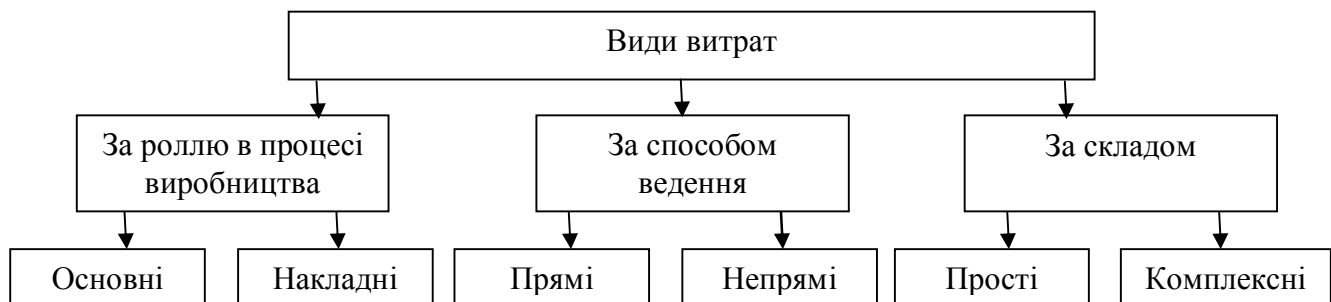 Види витрат
За роллю в процесі
виробництва
За способом
ведення
За складом
Основні
Накладні
Прямі
Непрямі
Прості
Комплексні